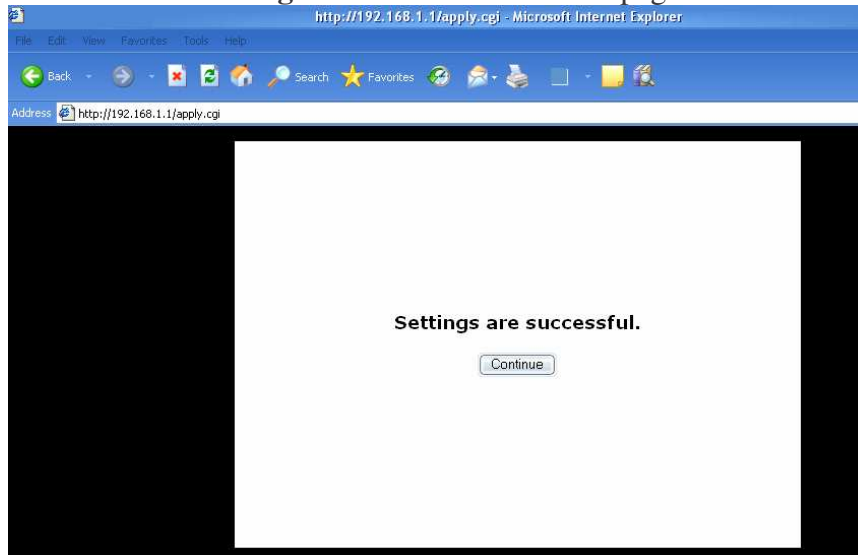 http://192.168.1.1/apply.cgi - Microsoft Internet Explorer
File Edit View Favorites Tools Help
Back Search Favorites
Address http://192.168.1.1/apply.cgi
Settings are successful.
Continue